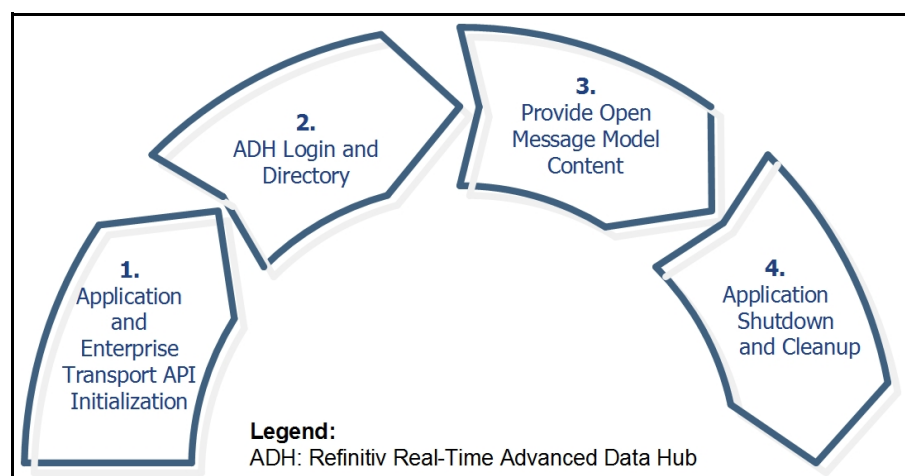 1.
Application
and
Enterprise
Transport API
Initialization
2.
ADH Login and
Directory
3.
Provide Open
Message Model
Content
4.
Application
Shutdown
and Cleanup
Legend:
ADH: Refinitiv Real-Time Advanced Data Hub